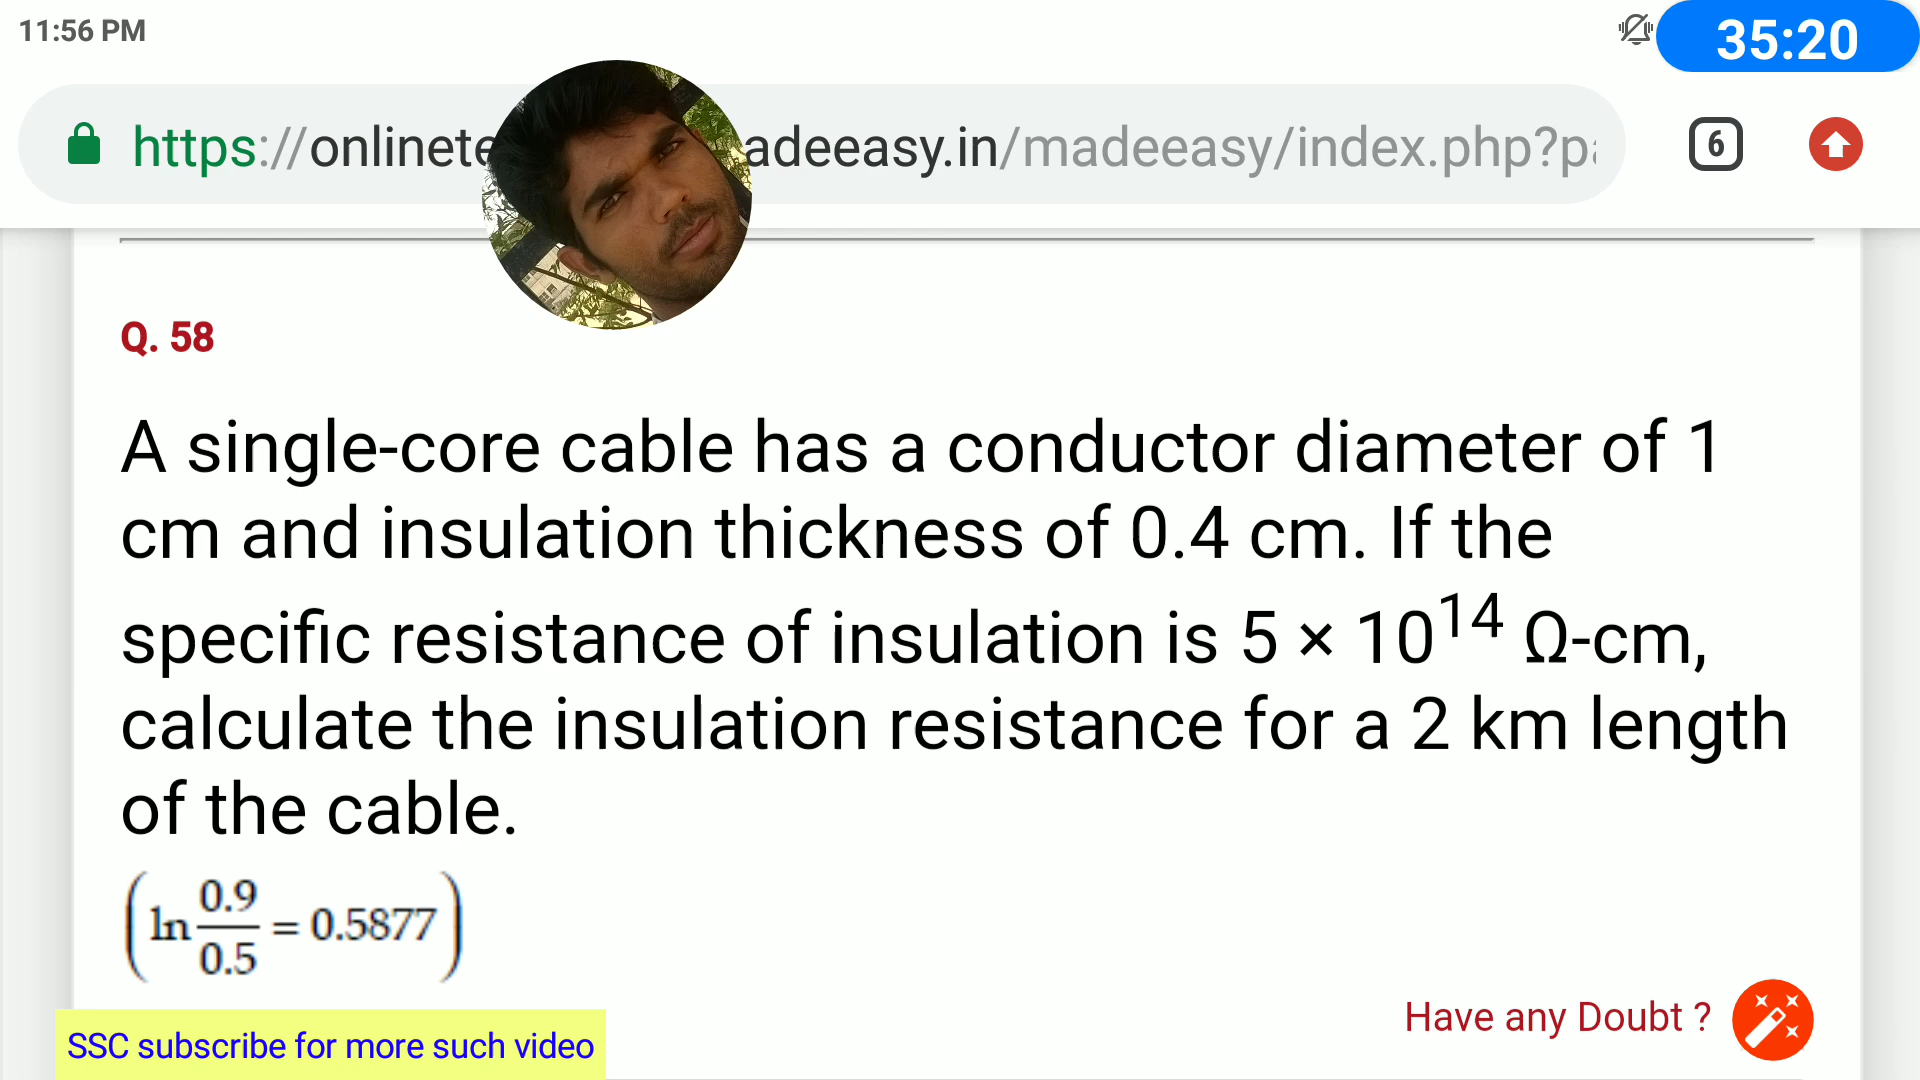 11:56 PM
35:20
https://onlinete adeeasy.in/madeeasy/index.php?pa
6
Q. 58
A single-core cable has a conductor diameter of 1
cm and insulation thickness of 0.4 cm. If the
specific resistance of insulation is 5 × 10¹⁴ Ω-cm,
calculate the insulation resistance for a 2 km length
of the cable.
(ln 0.9/0.5 = 0.5877)
Have any Doubt ?
SSC subscribe for more such video